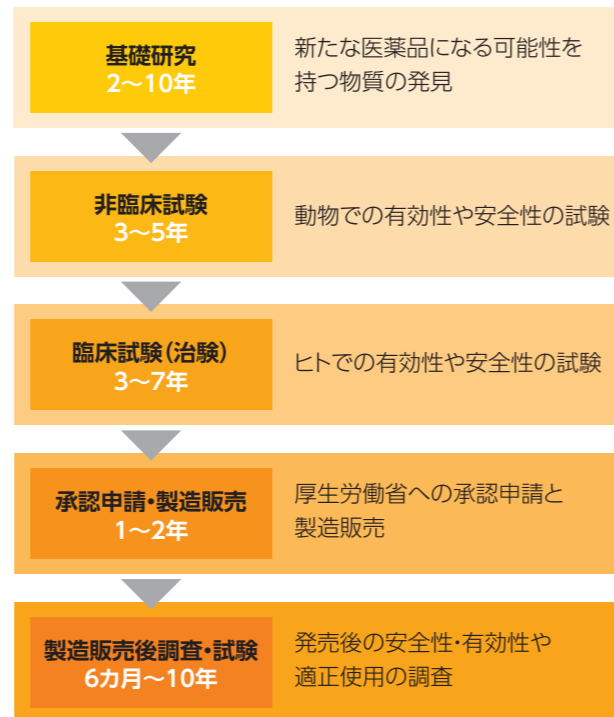 基礎研究
2〜10年
新たな医薬品になる可能性を
持つ物質の発見
非臨床試験
3〜5年
動物での有効性や安全性の試験
臨床試験(治験)
3〜7年
ヒトでの有効性や安全性の試験
承認申請・製造販売
1〜2年
厚生労働省への承認申請と
製造販売
製造販売後調査・試験
6カ月〜10年
発売後の安全性・有効性や
適正使用の調査